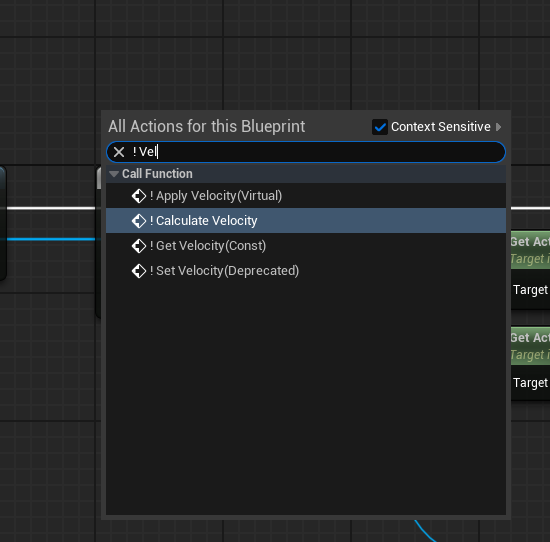 All Actions for this Blueprint
Context Sensitive
! Vel
Call Function
! Apply Velocity(Virtual)
! Calculate Velocity
! Get Velocity(Const)
! Set Velocity(Deprecated)
Get Act
Target i
Target
Get Act
Target i
Target